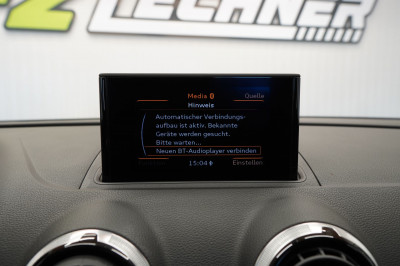 LECHNER
Media
Quelle
Hinweis
Automatischer Verbindungs-
aufbau ist aktiv. Bekannte
Geräte werden gesucht.
Bitte warten...
Neuen BT-Audioplayer verbinden
15:04
Einstellen